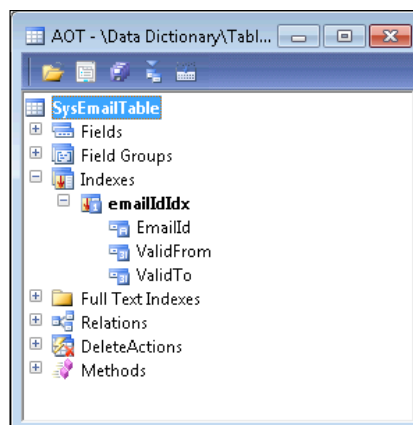 AOT - \Data Dictionary\Tabl...
SysEmailTable
Fields
Field Groups
Indexes
emailIdIdx
EmailId
ValidFrom
ValidTo
Full Text Indexes
Relations
DeleteActions
Methods